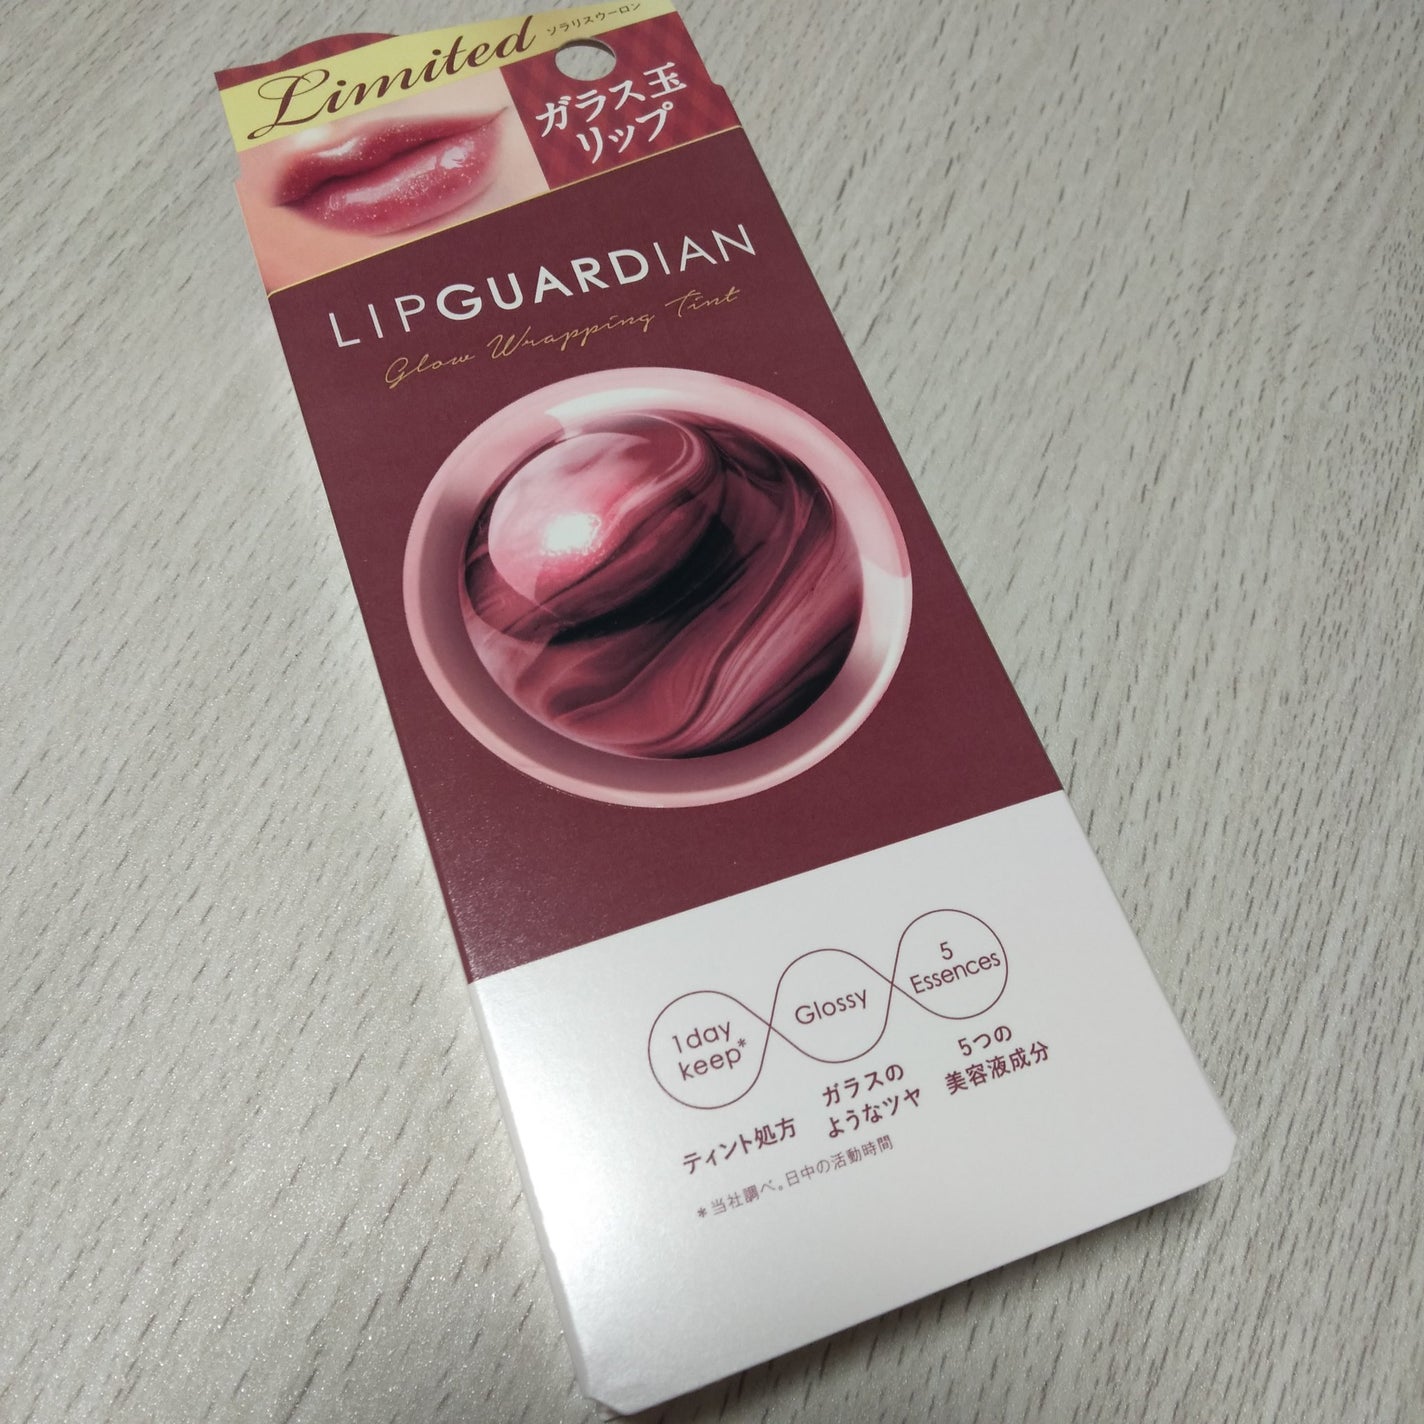 Limited
ソラリスウーロン
ガラス玉
リップ
LIPGUARDIAN
Glow Wrapping Tint
1day
keep*
Glossy
5
Essences
ティント処方
ガラスの
ようなツヤ
5つの
美容液成分
*当社調べ。日中の活動時間